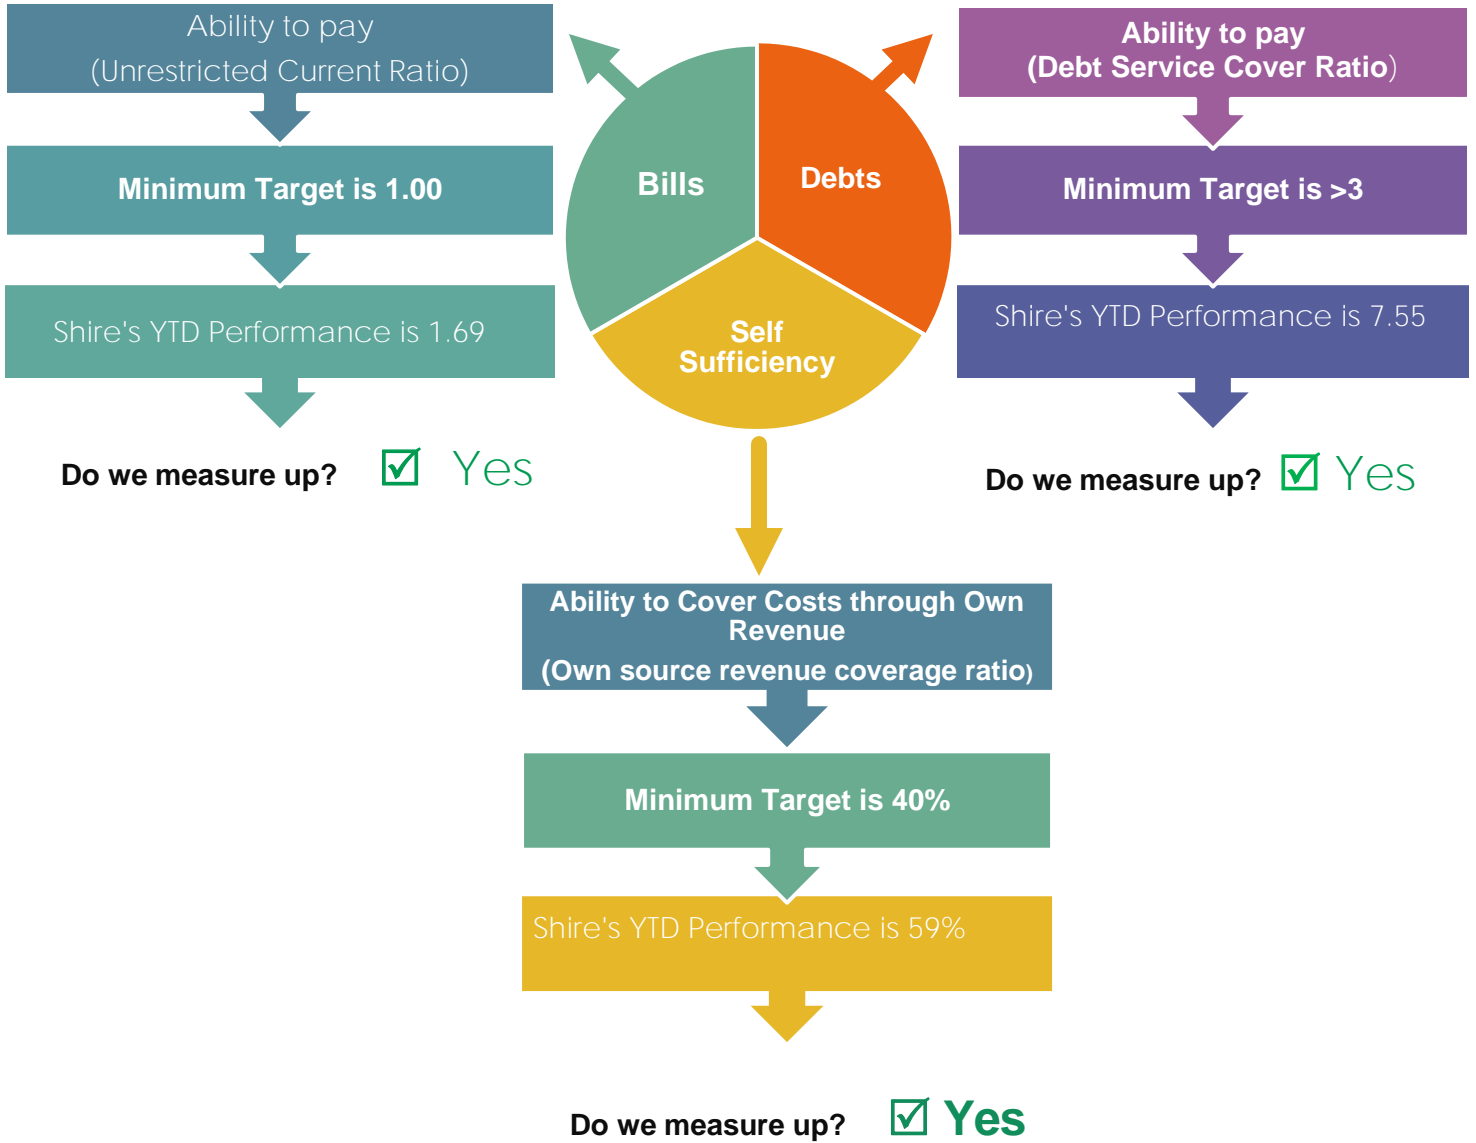 Ability to pay
(Unrestricted Current Ratio)
Minimum Target is 1.00
Shire's YTD Performance is 1.69
Do we measure up? Yes
Bills
Debts
Self
Sufficiency
Ability to pay
(Debt Service Cover Ratio)
Minimum Target is >3
Shire's YTD Performance is 7.55
Do we measure up? Yes
Ability to Cover Costs through Own
Revenue
(Own source revenue coverage ratio)
Minimum Target is 40%
Shire's YTD Performance is 59%
Do we measure up? Yes